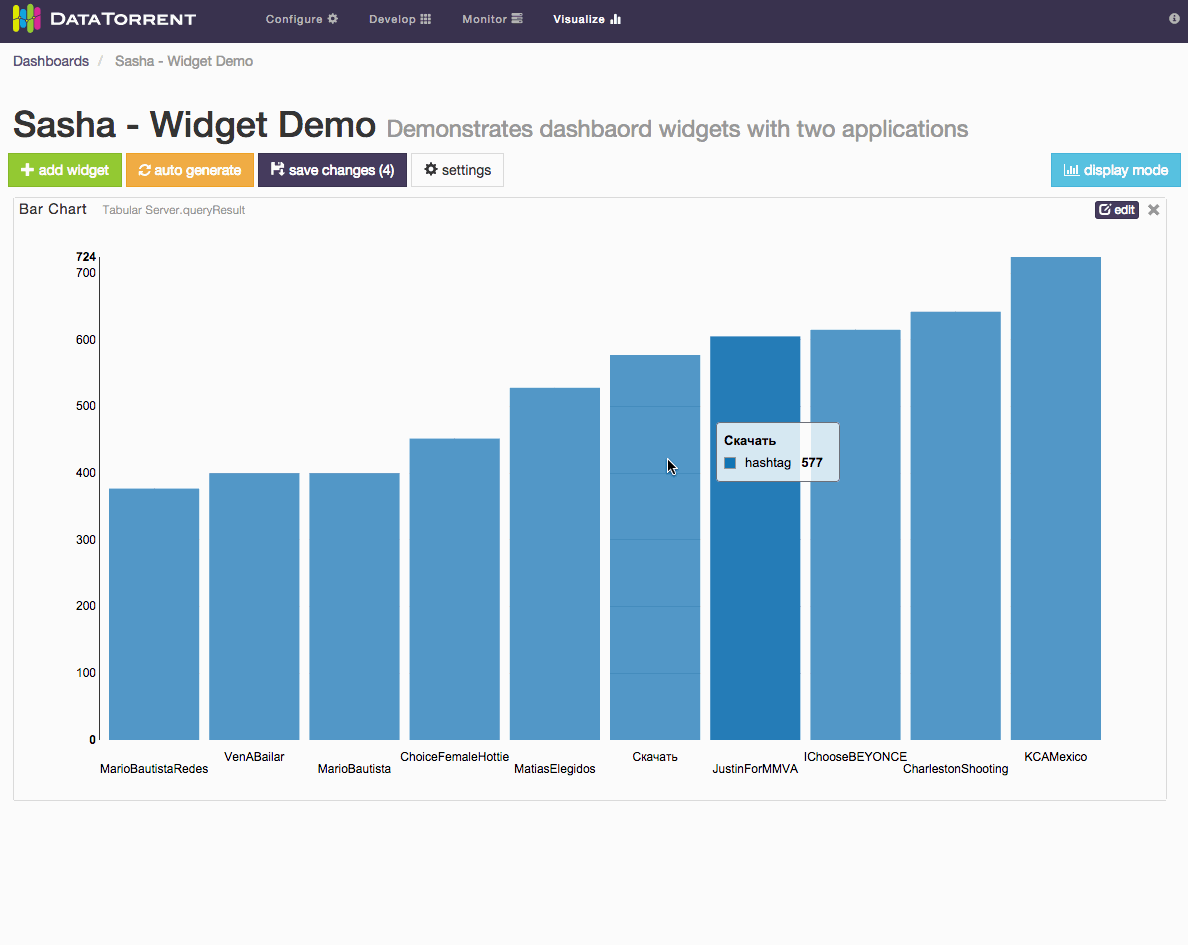 DATATORRENT Configure Develop Monitor Visualize
Dashboards / Sasha - Widget Demo
Sasha - Widget Demo Demonstrates dashbaord widgets with two applications
add widget auto generate save changes (4) settings display mode
Bar Chart Tabular Server.queryResult edit
724
700
600
500
Скачать
hashtag 577
400
300
200
100
0
VenABailar ChoiceFemaleHottie Скачать IChooseBEYONCE KCAMexico
MarioBautistaRedes MarioBautista MatiasElegidos JustinForMMVA CharlestonShooting